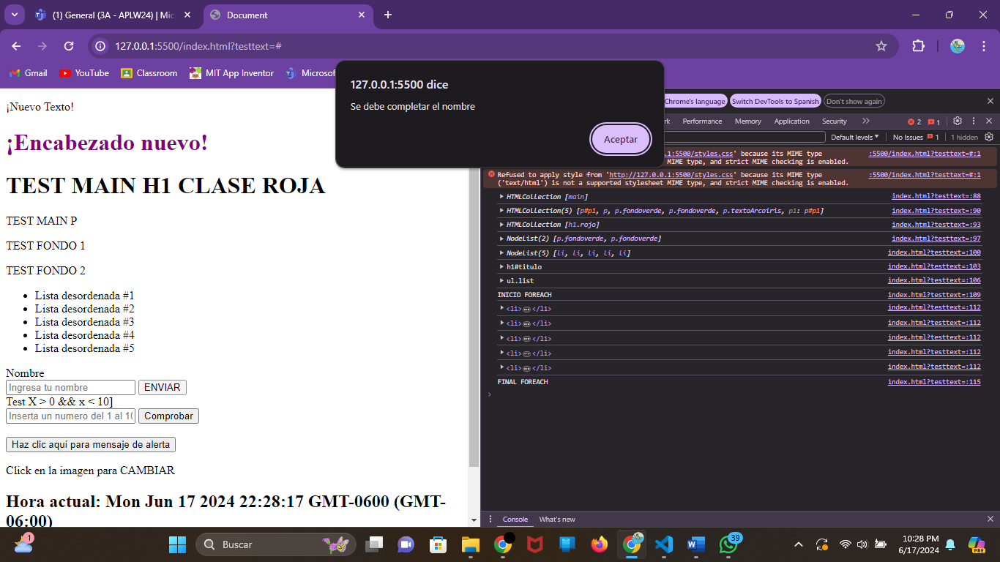 (1) General (3A - APLW24) | Mic
Document
127.0.0.1:5500/index.html?testtext=#
Gmail
YouTube
Classroom
MIT App Inventor
Microsof
127.0.0.1:5500 dice
Se debe completar el nombre
Aceptar
¡Nuevo Texto!
¡Encabezado nuevo!
TEST MAIN H1 CLASE ROJA
TEST MAIN P
TEST FONDO 1
TEST FONDO 2
Lista desordenada #1
Lista desordenada #2
Lista desordenada #3
Lista desordenada #4
Lista desordenada #5
Nombre
Ingresa tu nombre ENVIAR
Test X > 0 && x < 10]
Inserta un numero del 1 al 10 Comprobar
Haz clic aquí para mensaje de alerta
Click en la imagen para CAMBIAR
Hora actual: Mon Jun 17 2024 22:28:17 GMT-0600 (GMT-
06:00)
Chrome's language Switch DevTools to Spanish Don't show again
rk Performance Memory Application Security 2 1
Default levels No Issues 1 1 hidden
.1:5500/styles.css' because its MIME type :5500/index.html?testtext=#:1
MIME type, and strict MIME checking is enabled.
Refused to apply style from 'http://127.0.0.1:5500/styles.css' because its MIME type :5500/index.html?testtext=#:1
('text/html') is not a supported stylesheet MIME type, and strict MIME checking is enabled.
HTMLCollection [main] index.html?testtext=:88
HTMLCollection(5) [p#p1, p, p.fondoverde, p.fondoverde, p.textoArcoiris, p1: p#p1] index.html?testtext=:90
HTMLCollection [h1.rojo] index.html?testtext=:93
NodeList(2) [p.fondoverde, p.fondoverde] index.html?testtext=:97
NodeList(5) [li, li, li, li, li] index.html?testtext=:100
h1#titulo index.html?testtext=:103
ul.list index.html?testtext=:106
INICIO FOREACH index.html?testtext=:109
<li>…</li> index.html?testtext=:112
<li>…</li> index.html?testtext=:112
<li>…</li> index.html?testtext=:112
<li>…</li> index.html?testtext=:112
<li>…</li> index.html?testtext=:112
FINAL FOREACH index.html?testtext=:115
Console What's new
1
Buscar
39
10:28 PM
6/17/2024
PRE